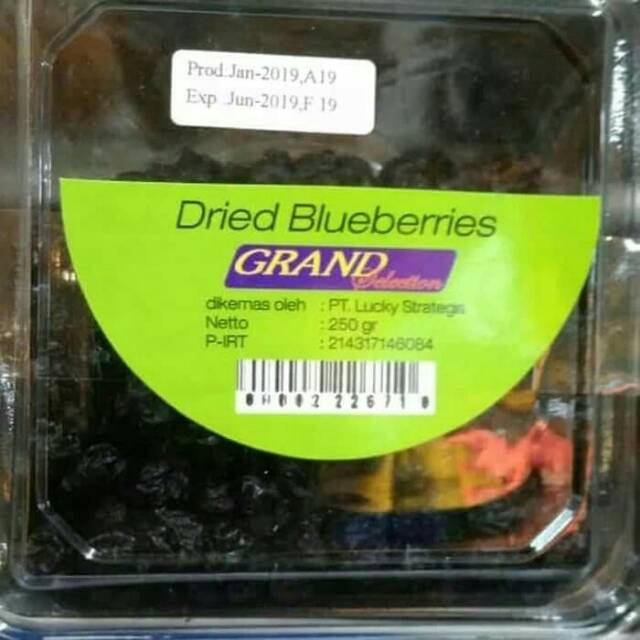 Prod:Jan-2019,A19
Exp :Jun-2019,F 19
Dried Blueberries
GRAND
Selection
dikemas oleh : PT. Lucky Strategis
Netto : 250 gr
P-IRT : 214317146084